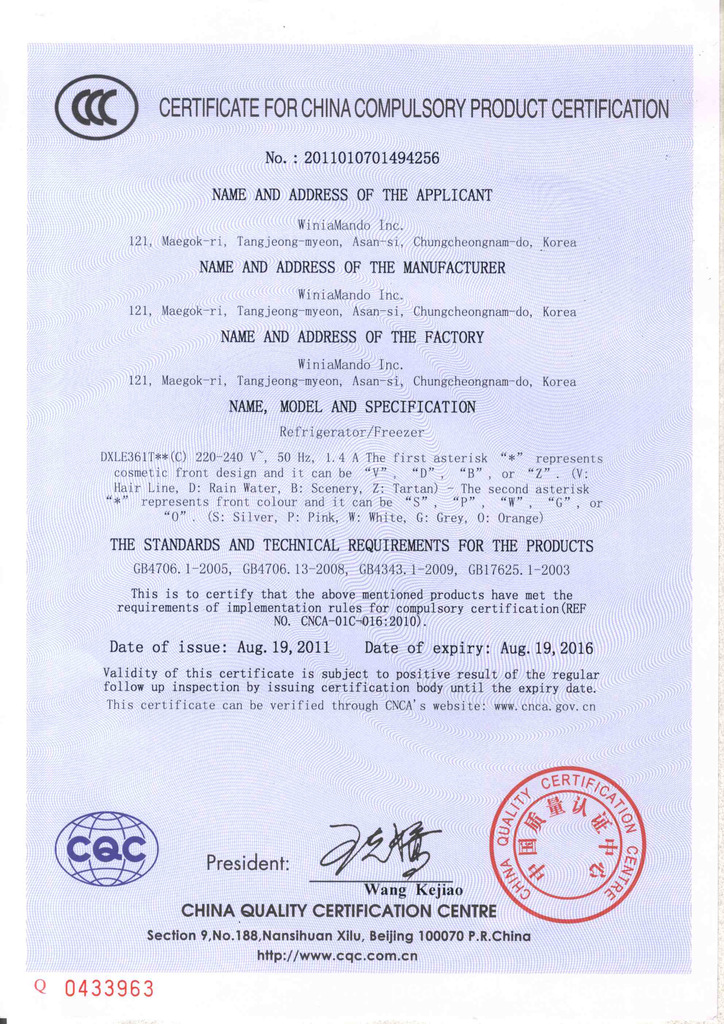 CCC
CERTIFICATE FOR CHINA COMPULSORY PRODUCT CERTIFICATION
No.: 2011010701494256
NAME AND ADDRESS OF THE APPLICANT
WiniaMando Inc.
121, Maegok-ri, Tangjeong-myeon, Asan-si, Chungcheongnam-do, Korea
NAME AND ADDRESS OF THE MANUFACTURER
WiniaMando Inc.
121, Maegok-ri, Tangjeong-myeon, Asan-si, Chungcheongnam-do, Korea
NAME AND ADDRESS OF THE FACTORY
WiniaMando Inc.
121, Maegok-ri, Tangjeong-myeon, Asan-si, Chungcheongnam-do, Korea
NAME, MODEL AND SPECIFICATION
Refrigerator/Freezer
DXLE361T**(C) 220-240 V~, 50 Hz, 1.4 A The first asterisk “*” represents
cosmetic front design and it can be “V”, “D”, “B”, or “Z”. (V:
Hair Line, D: Rain Water, B: Scenery, Z: Tartan) - The second asterisk
“*” represents front colour and it can be “S”, “P”, “W”, “G”, or
“O”. (S: Silver, P: Pink, W: White, G: Grey, O: Orange)
THE STANDARDS AND TECHNICAL REQUIREMENTS FOR THE PRODUCTS
GB4706.1-2005, GB4706.13-2008, GB4343.1-2009, GB17625.1-2003
This is to certify that the above mentioned products have met the
requirements of implementation rules for compulsory certification(REF
NO. CNCA-01C-016:2010).
Date of issue: Aug.19,2011 Date of expiry: Aug.19,2016
Validity of this certificate is subject to positive result of the regular
follow up inspection by issuing certification body until the expiry date.
This certificate can be verified through CNCA's website: www.cnca.gov.cn
CHINA QUALITY CERTIFICATION CENTRE
中国质量认证中心
CQC
President:
Wang Kejiao
CHINA QUALITY CERTIFICATION CENTRE
Section 9,No.188,Nansihuan Xilu, Beijing 100070 P.R.China
http://www.cqc.com.cn
Q 0433963